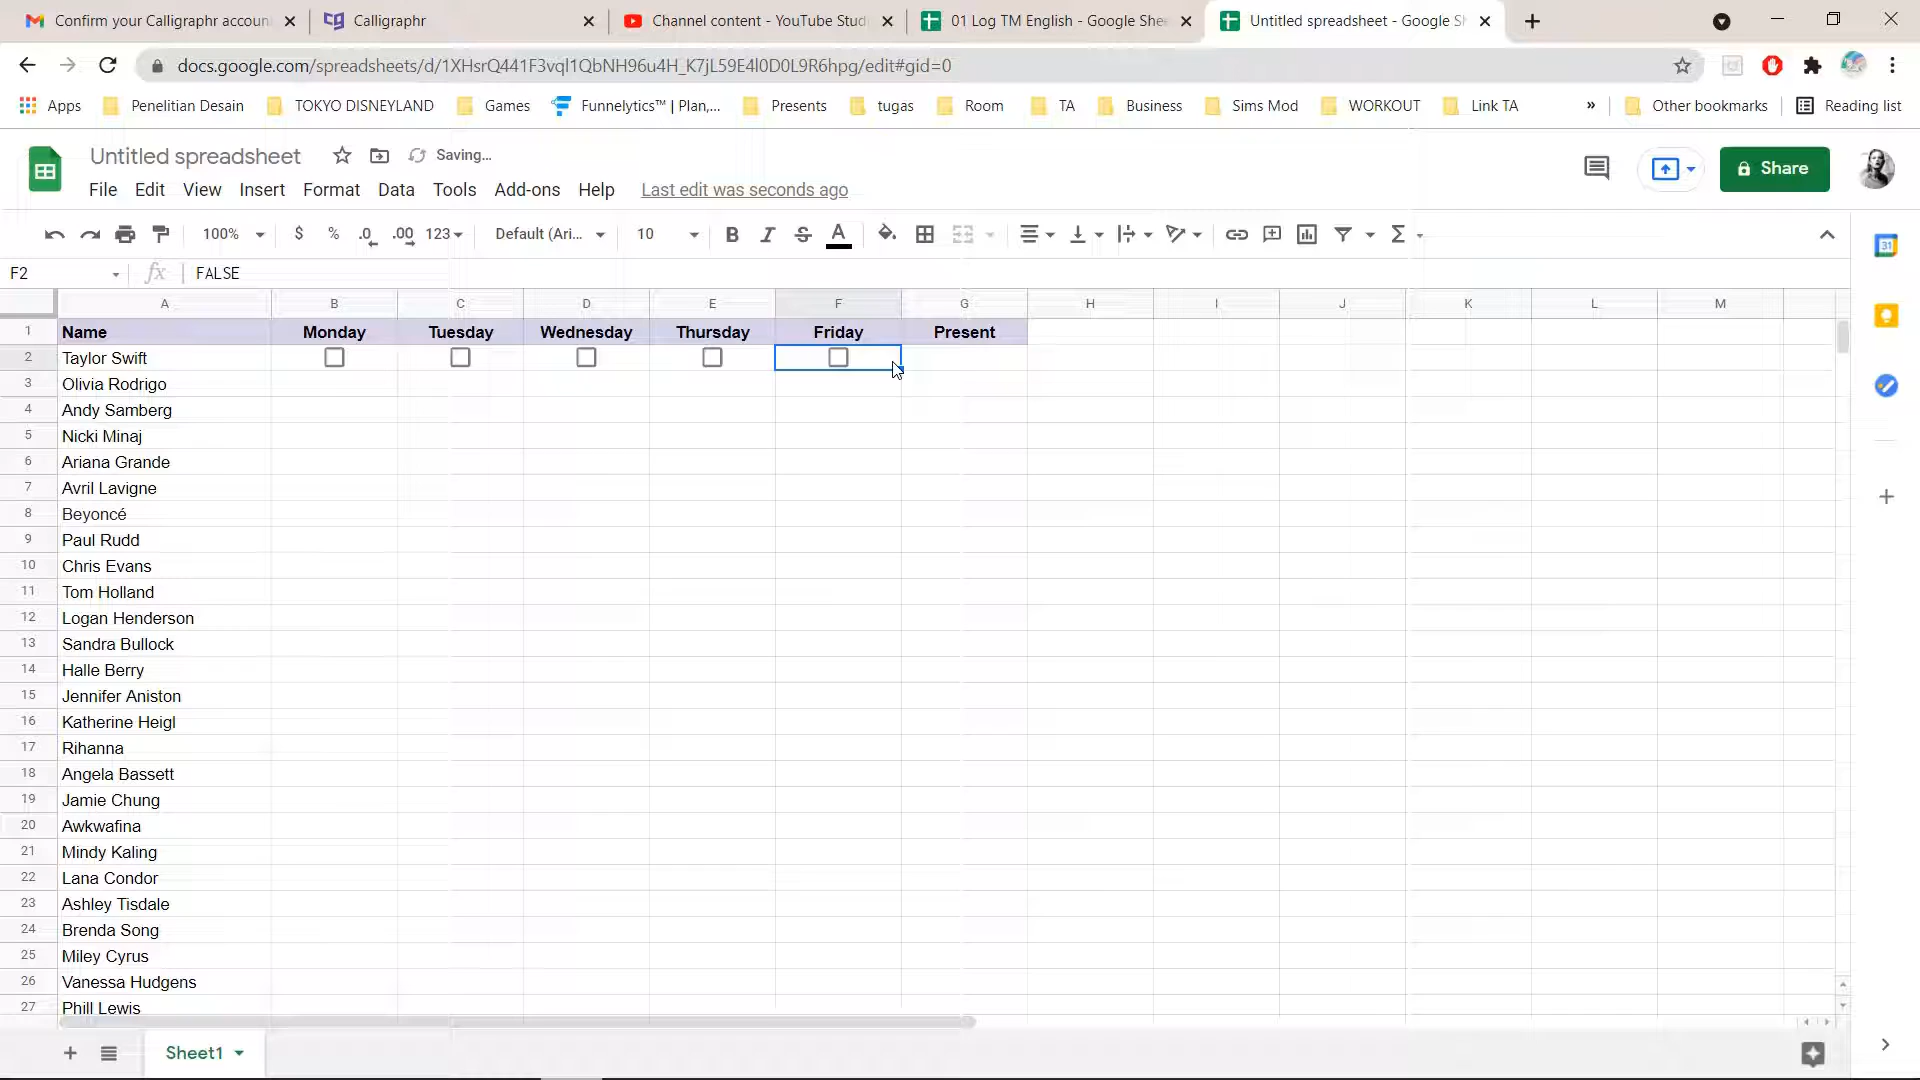 Confirm your Calligraphr accoun
Calligraphr
Channel content - YouTube Stud
01 Log TM English - Google She
Untitled spreadsheet - Google Sh
docs.google.com/spreadsheets/d/1XHsrQ441F3vql1QbNH96u4H_K7jL59E4l0D0L9R6hpg/edit#gid=0
Apps
Penelitian Desain
TOKYO DISNEYLAND
Games
Funnelytics™ | Plan,...
Presents
tugas
Room
TA
Business
Sims Mod
WORKOUT
Link TA
»
Other bookmarks
Reading list
Untitled spreadsheet
Saving...
File Edit View Insert Format Data Tools Add-ons Help
Last edit was seconds ago
Share
100% $ % .0 .00 123 Default (Ari... 10 B I S A Σ
F2 fx FALSE
A B C D E F G H I J K L M
1 Name Monday Tuesday Wednesday Thursday Friday Present
2 Taylor Swift
3 Olivia Rodrigo
4 Andy Samberg
5 Nicki Minaj
6 Ariana Grande
7 Avril Lavigne
8 Beyoncé
9 Paul Rudd
10 Chris Evans
11 Tom Holland
12 Logan Henderson
13 Sandra Bullock
14 Halle Berry
15 Jennifer Aniston
16 Katherine Heigl
17 Rihanna
18 Angela Bassett
19 Jamie Chung
20 Awkwafina
21 Mindy Kaling
22 Lana Condor
23 Ashley Tisdale
24 Brenda Song
25 Miley Cyrus
26 Vanessa Hudgens
27 Phill Lewis
Sheet1
31